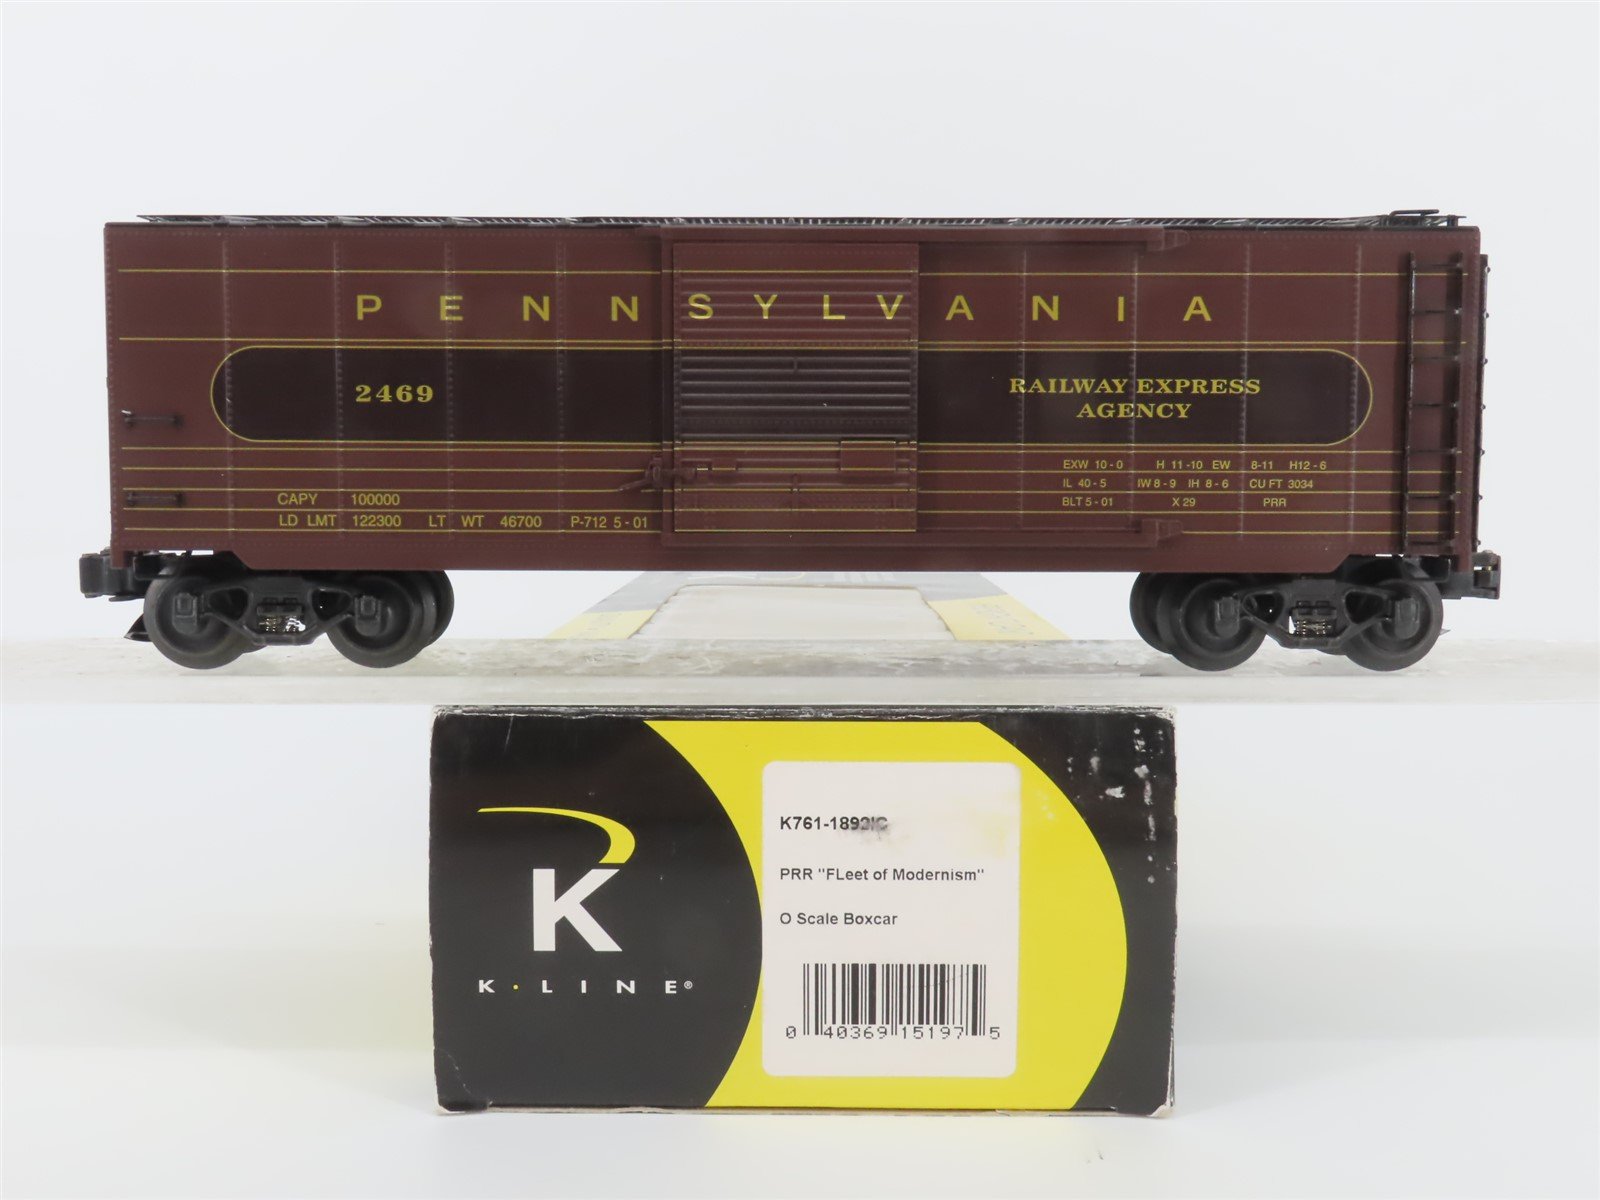 PENNSYLVANIA
2469
RAILWAY EXPRESS
AGENCY
EXW 10-0 H 11-10 EW 8-11 H12-6
IL 40-5 IW 8-9 IH 8-6 CU FT 3034
BLT 5-01 X 29 PRR
CAPY 100000
LD LMT 122300 LT WT 46700 P-712 5-01
K
K·LINE®
PRR "FLeet of Modernism"
O Scale Boxcar
0 40369 15197 5